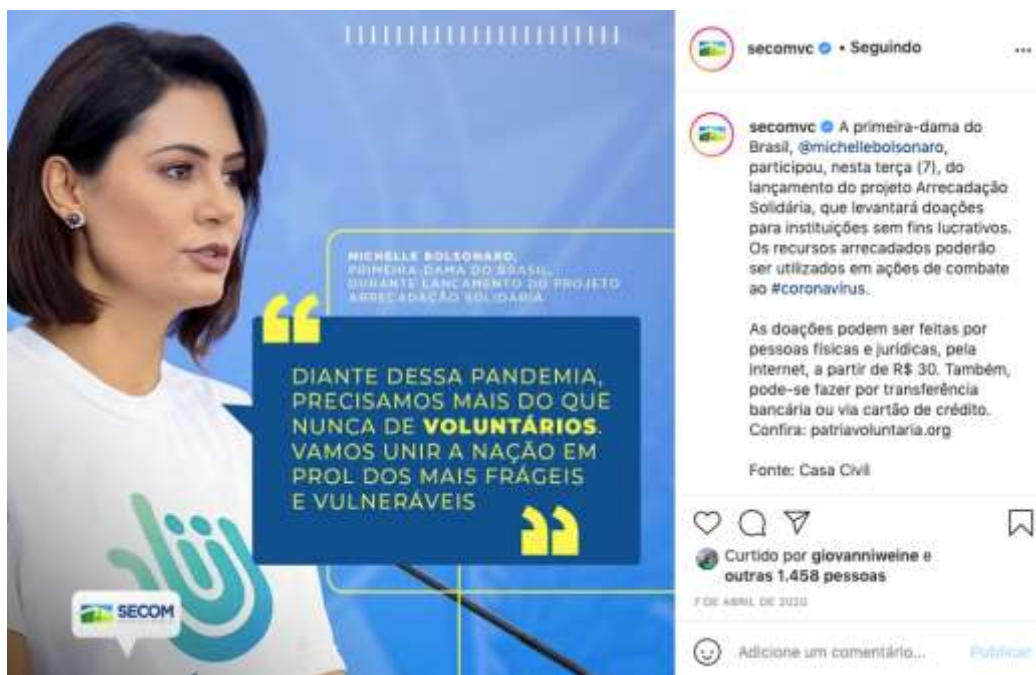 MICHELLE BOLSONARO,
PRIMEIRA-DAMA DO BRASIL,
DURANTE LANÇAMENTO DO PROJETO
ARRECADAÇÃO SOLIDÁRIA
DIANTE DESSA PANDEMIA,
PRECISAMOS MAIS DO QUE
NUNCA DE VOLUNTÁRIOS.
VAMOS UNIR A NAÇÃO EM
PROL DOS MAIS FRÁGEIS
E VULNERÁVEIS
SECOM
secomvc • Seguindo
secomvc A primeira-dama do
Brasil, @michellebolsonaro,
participou, nesta terça (7), do
lançamento do projeto Arrecadação
Solidária, que levantará doações
para instituições sem fins lucrativos.
Os recursos arrecadados poderão
ser utilizados em ações de combate
ao #coronavírus.
As doações podem ser feitas por
pessoas físicas e jurídicas, pela
internet, a partir de R$ 30. Também,
pode-se fazer por transferência
bancária ou via cartão de crédito.
Confira: patriavoluntaria.org
Fonte: Casa Civil
Curtido por giovanniweine e
outras 1.458 pessoas
7 DE ABRIL DE 2020
Adicione um comentário... Publicar